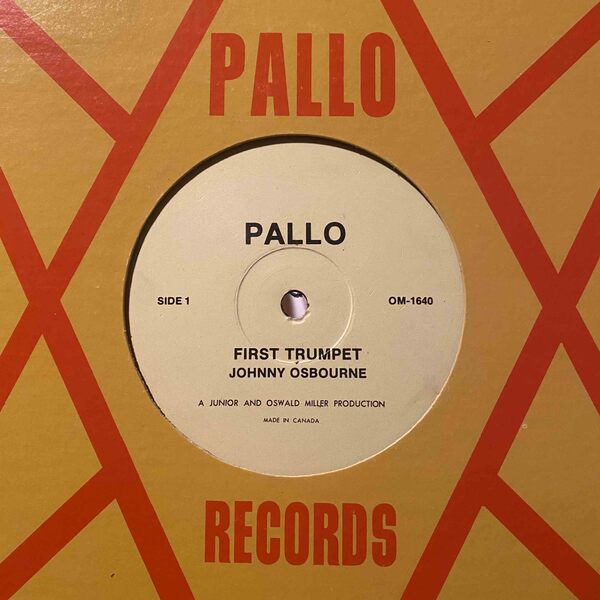 PALLO
PALLO
SIDE 1
OM-1640
FIRST TRUMPET
JOHNNY OSBOURNE
A JUNIOR AND OSWALD MILLER PRODUCTION
MADE IN CANADA
RECORDS